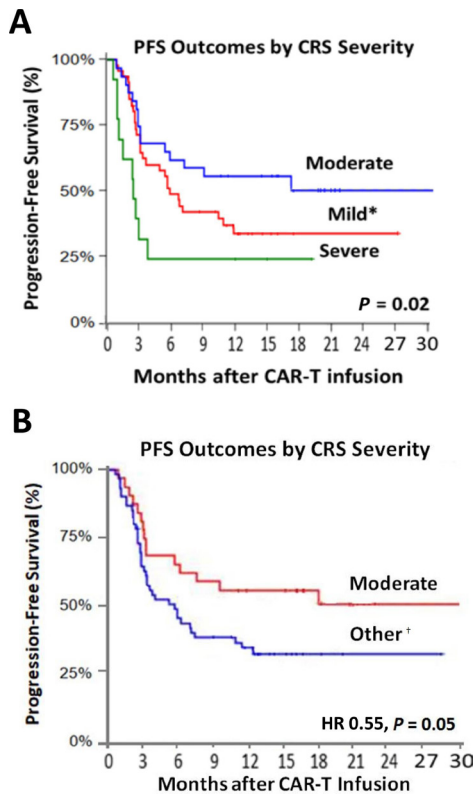 A
PFS Outcomes by CRS Severity
Progression-Free Survival (%)
100%
75%
50%
25%
0%
Moderate
Mild*
Severe
P = 0.02
0 3 6 9 12 15 18 21 24 27 30
Months after CAR-T infusion
B
PFS Outcomes by CRS Severity
Progression-Free Survival (%)
100%
75%
50%
25%
0%
Moderate
Other †
HR 0.55, P = 0.05
0 3 6 9 12 15 18 21 24 27 30
Months after CAR-T Infusion